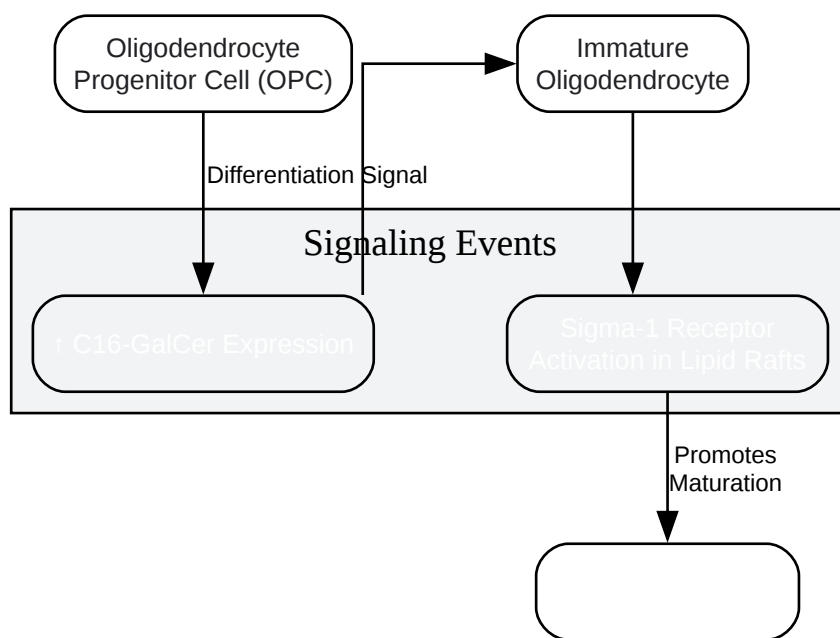 Oligodendrocyte
Progenitor Cell (OPC)
Immature
Oligodendrocyte
Differentiation Signal
Signaling Events
↑ C16-GalCer Expression
Sigma-1 Receptor
Activation in Lipid Rafts
Promotes
Maturation